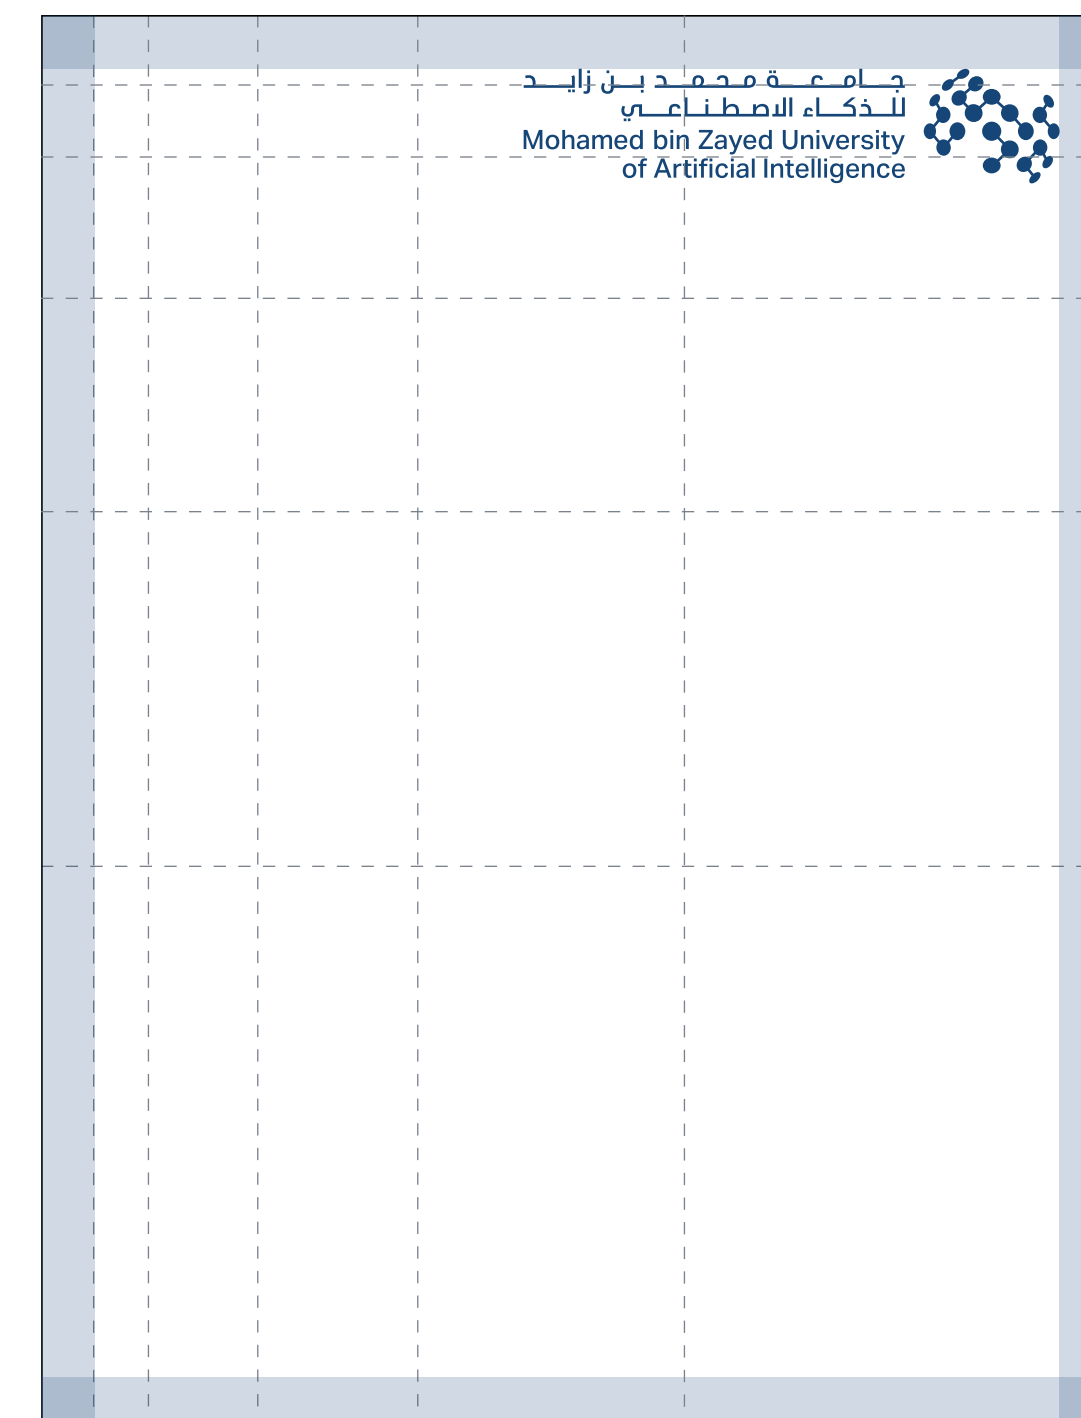 جامعة محمد بن زايد
للذكاء الاصطناعي
Mohamed bin Zayed University
of Artificial Intelligence